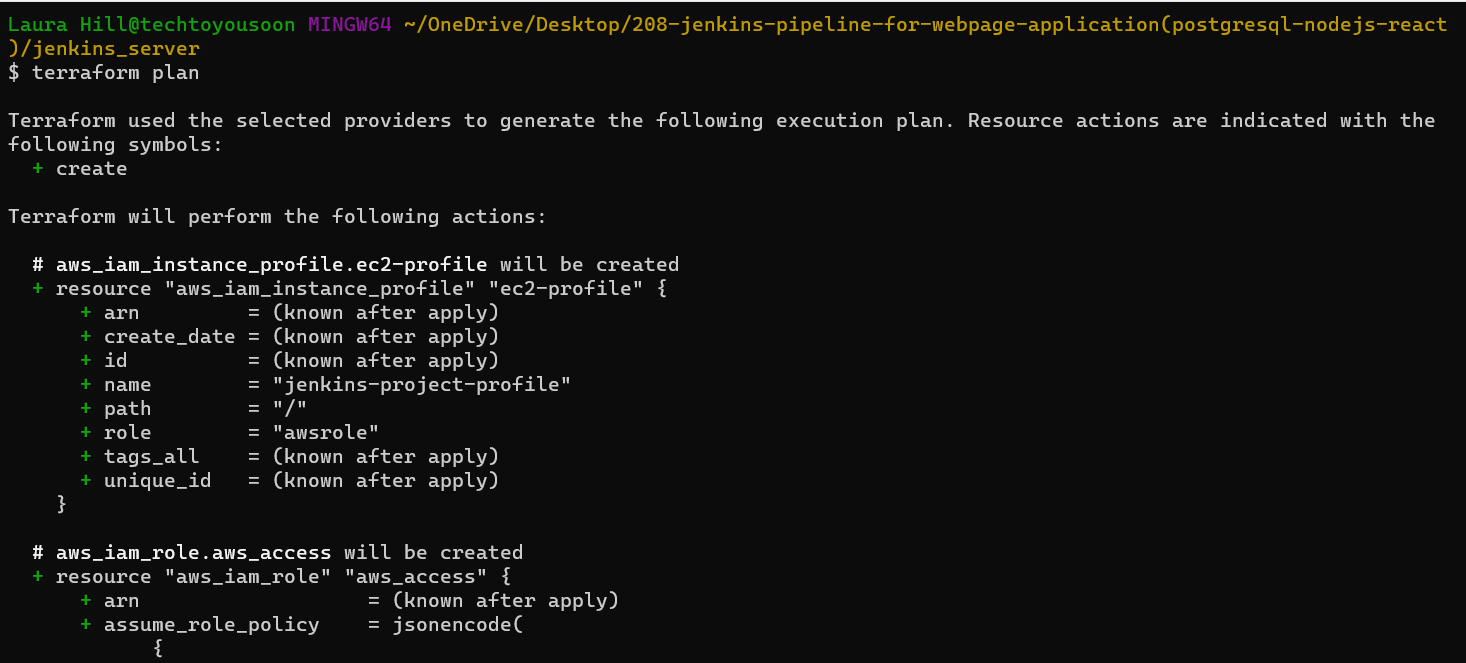 Laura Hill@techtoyousoon MINGW64 ~/OneDrive/Desktop/208-jenkins-pipeline-for-webpage-application(postgresql-nodejs-react
)/jenkins_server
$ terraform plan

Terraform used the selected providers to generate the following execution plan. Resource actions are indicated with the
following symbols:
  + create

Terraform will perform the following actions:

  # aws_iam_instance_profile.ec2-profile will be created
  + resource "aws_iam_instance_profile" "ec2-profile" {
      + arn         = (known after apply)
      + create_date = (known after apply)
      + id          = (known after apply)
      + name        = "jenkins-project-profile"
      + path        = "/"
      + role        = "awsrole"
      + tags_all    = (known after apply)
      + unique_id   = (known after apply)
    }

  # aws_iam_role.aws_access will be created
  + resource "aws_iam_role" "aws_access" {
      + arn                   = (known after apply)
      + assume_role_policy    = jsonencode(
            {